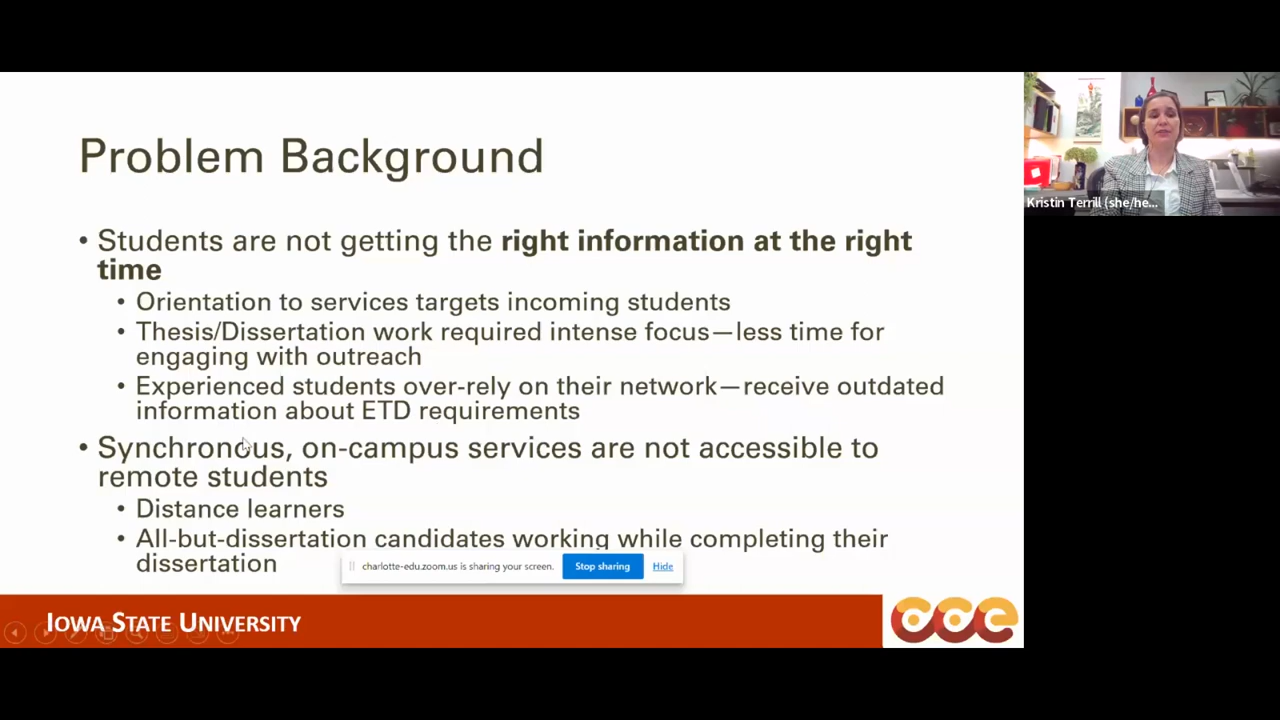 Problem Background
• Students are not getting the right information at the right
time
• Orientation to services targets incoming students
• Thesis/Dissertation work required intense focus—less time for
engaging with outreach
• Experienced students over-rely on their network—receive outdated
information about ETD requirements
• Synchronous, on-campus services are not accessible to
remote students
• Distance learners
• All-but-dissertation candidates working while completing their
dissertation
charlotte-edu.zoom.us is sharing your screen. Stop sharing Hide
IOWA STATE UNIVERSITY
cce
Kristin Terrill (she/he...